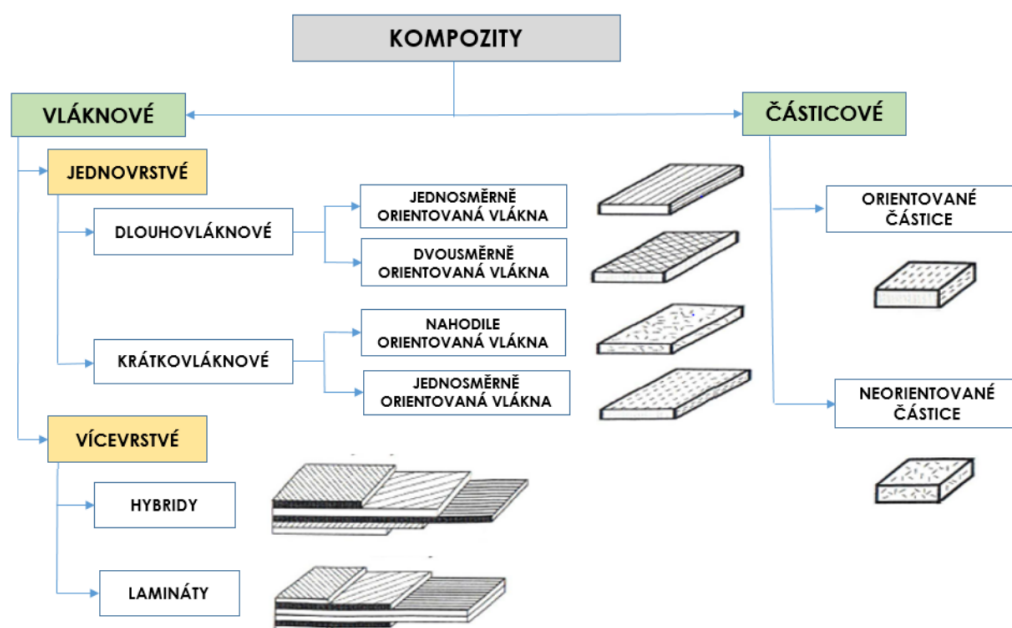 KOMPOZITY
VLÁKNOVÉ
JEDNOVRSTVÉ
DLOUHOVLÁKNOVÉ
JEDNOSMĚRNĚ
ORIENTOVANÁ VLÁKNA
DVOUSMĚRNĚ
ORIENTOVANÁ VLÁKNA
KRÁTKOVLÁKNOVÉ
NAHODILE
ORIENTOVANÁ VLÁKNA
JEDNOSMĚRNĚ
ORIENTOVANÁ VLÁKNA
VÍCEVRSTVÉ
HYBRIDY
LAMINÁTY
ČÁSTICOVÉ
ORIENTOVANÉ
ČÁSTICE
NEORIENTOVANÉ
ČÁSTICE